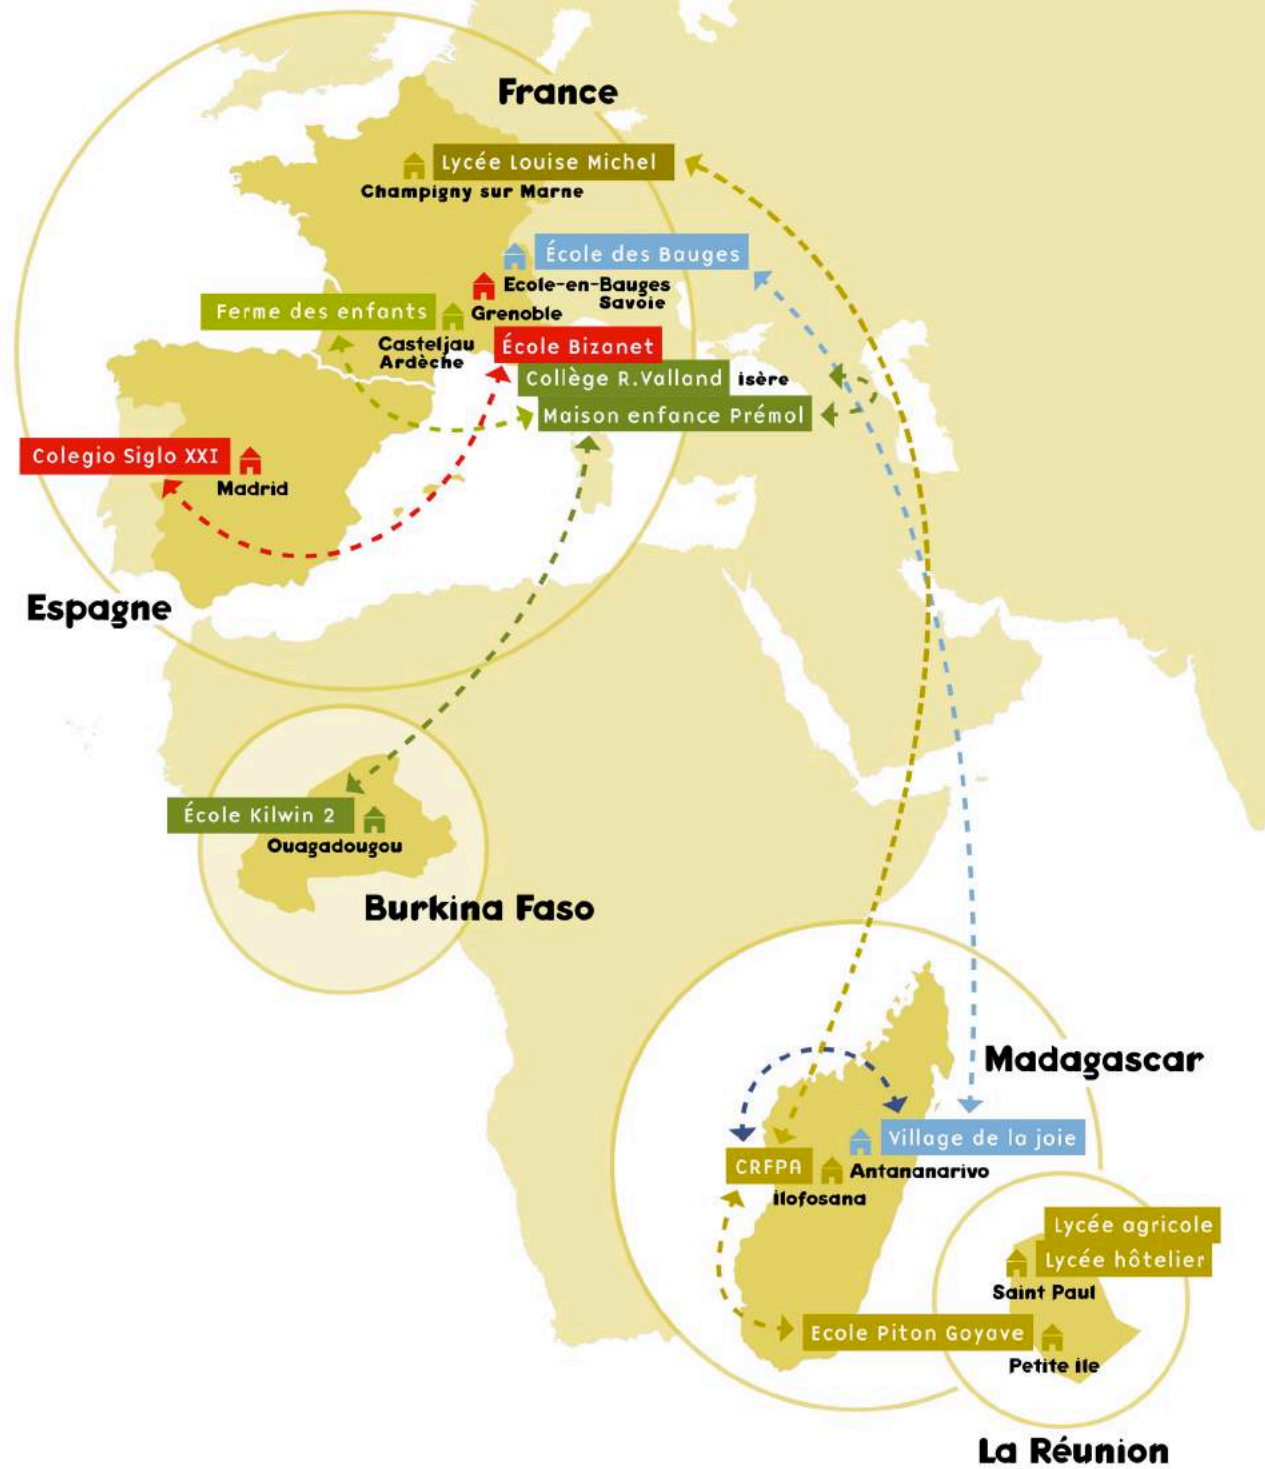 France
Lycée Louise Michel
Champigny sur Marne
École des Bauges
Ecole-en-Bauges
Savoie
Ferme des enfants
Grenoble
Casteljau
Ardèche
École Bizanet
Collège R.Valland
isère
Maison enfance Prémol
Colegio Siglo XXI
Madrid
Espagne
École Kilwin 2
Ouagadougou
Burkina Faso
Madagascar
Village de la joie
CRFPA
Antananarivo
ilofosana
Lycée agricole
Lycée hôtelier
Saint Paul
Ecole Piton Goyave
Petite ile
La Réunion